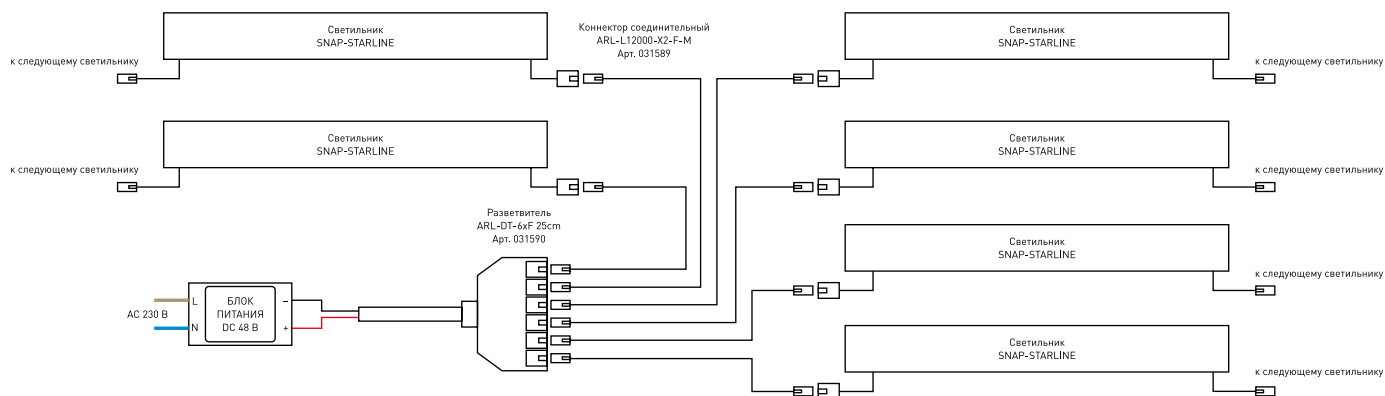 Светильник
SNAP-STARLINE
к следующему светильнику
Коннектор соединительный
ARL-L12000-X2-F-M
Арт. 031589
Светильник
SNAP-STARLINE
к следующему светильнику
Светильник
SNAP-STARLINE
к следующему светильнику
Светильник
SNAP-STARLINE
к следующему светильнику
Разветвитель
ARL-DT-6xF 25cm
Арт. 031590
Светильник
SNAP-STARLINE
к следующему светильнику
AC 230 В
L
N
БЛОК
ПИТАНИЯ
DC 48 В
–
+
Светильник
SNAP-STARLINE
к следующему светильнику